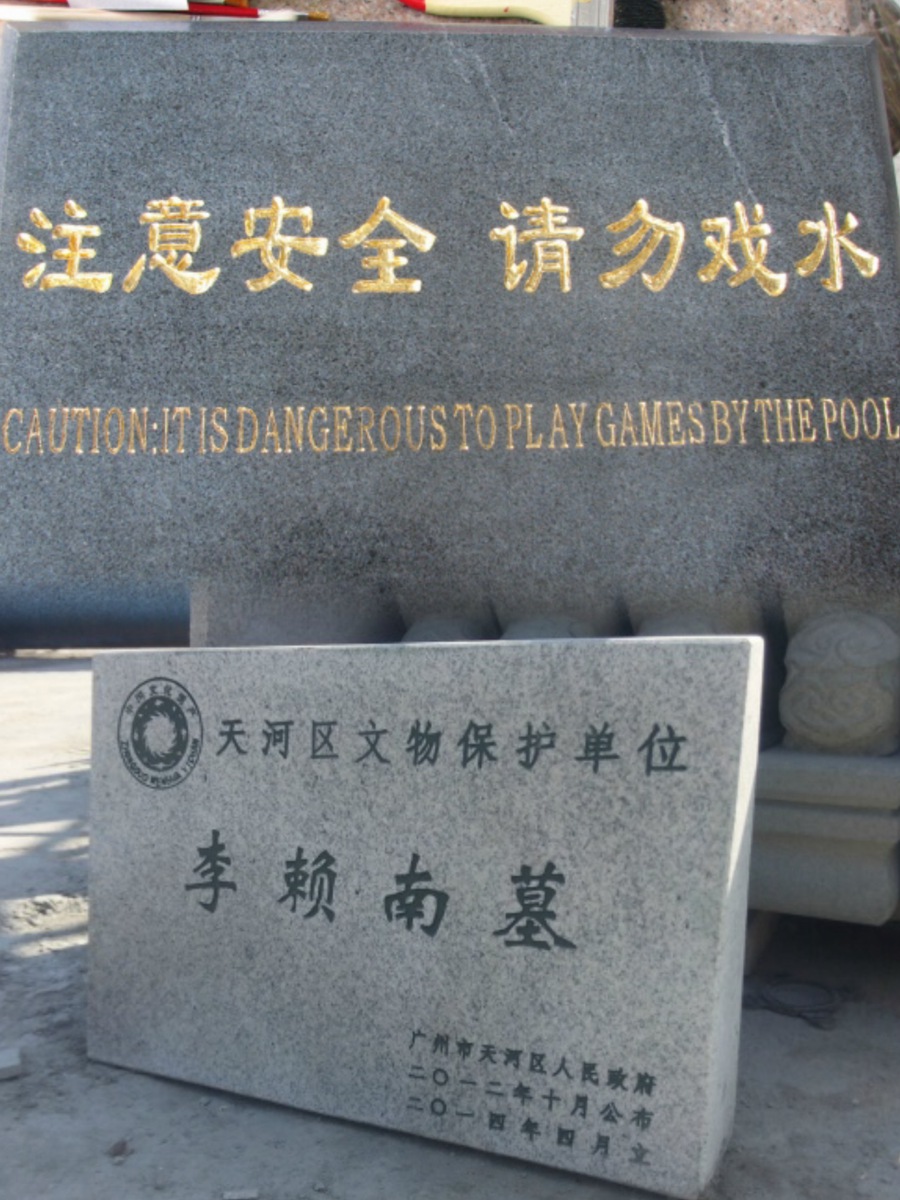 注意安全 请勿戏水
CAUTION:IT IS DANGEROUS TO PLAY GAMES BY THE POOL
天河区文物保护单位
李赖南墓
广州市天河区人民政府
二〇一二年十月公布
二〇一四年四月立